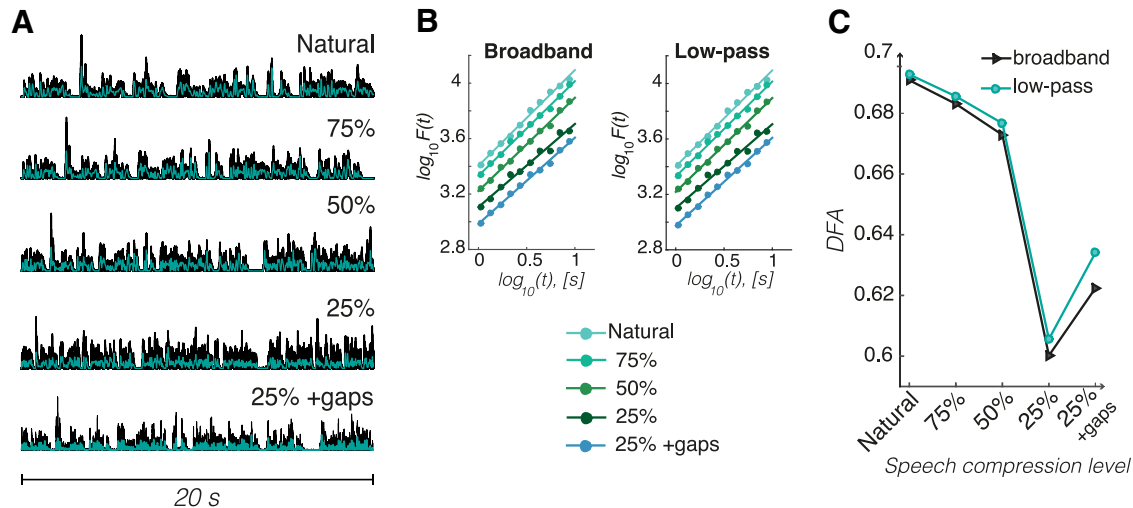 A
Natural
75%
50%
25%
25% +gaps
20 s
B
Broadband
Low-pass
log10F(t)
4
3.6
3.2
2.8
0
0.5
1
log10(t), [s]
log10F(t)
4
3.6
3.2
2.8
0
0.5
1
log10(t), [s]
Natural
75%
50%
25%
25% +gaps
C
0.7
0.68
0.66
0.64
0.62
0.6
DFA
broadband
low-pass
Natural
75%
50%
25%
25%
+gaps
Speech compression level